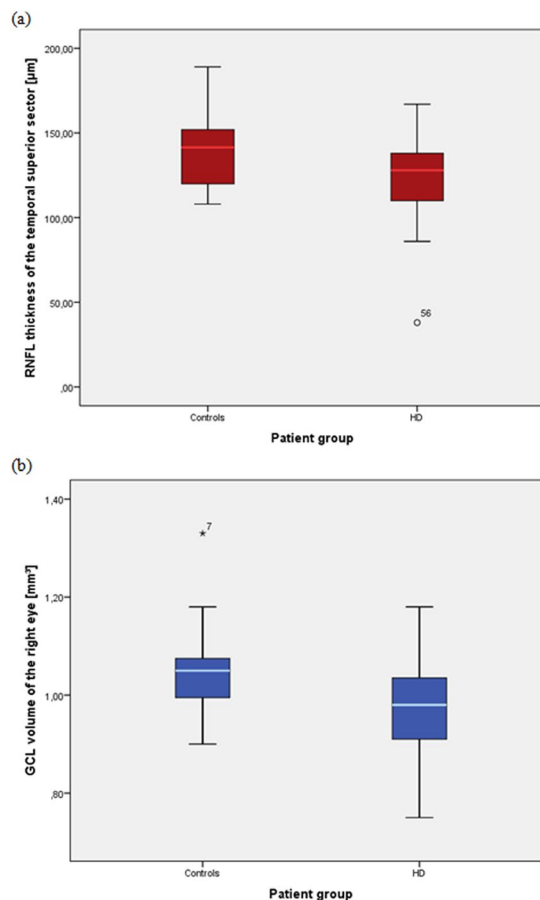 (a)
RNFL thickness of the temporal superior sector [µm]
200,00
150,00
100,00
50,00
,00
56
Controls
HD
Patient group
(b)
GCL volume of the right eye [mm³]
1,40
1,20
1,00
,80
7
Controls
HD
Patient group